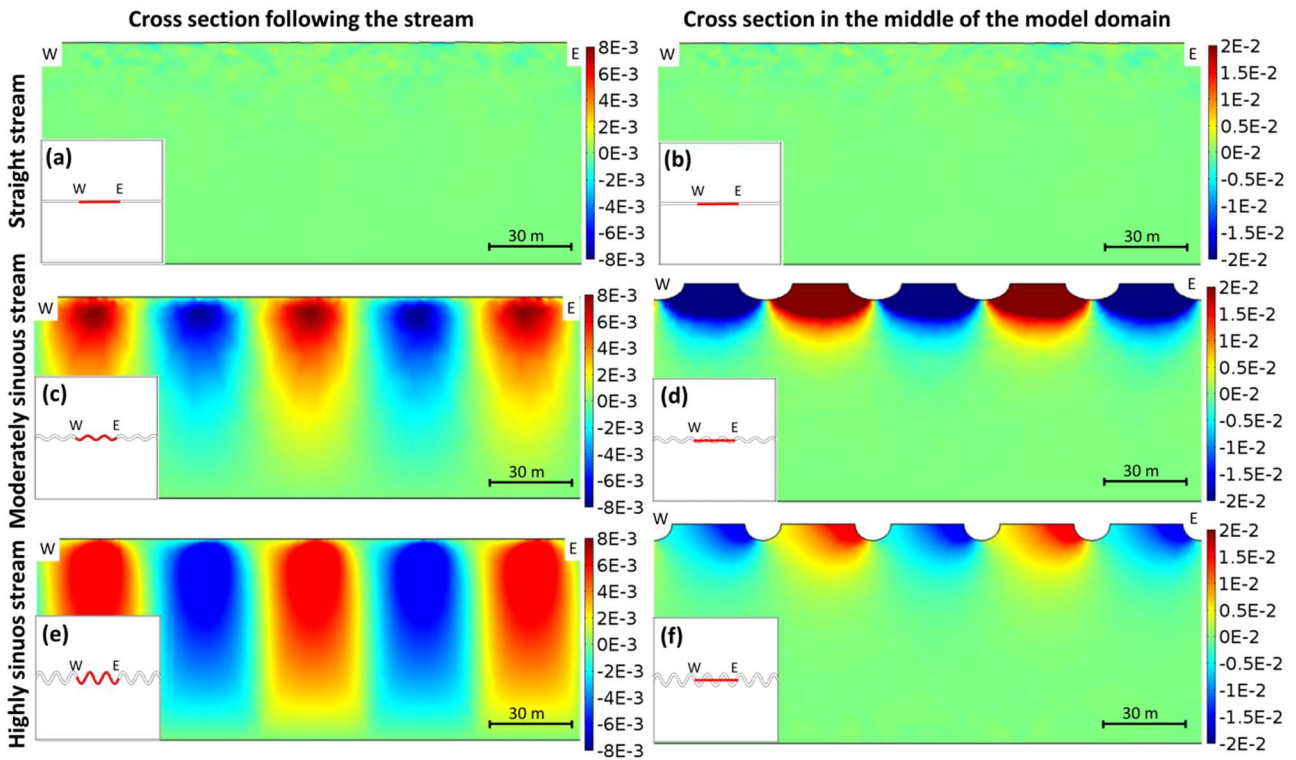 Cross section following the stream
Cross section in the middle of the model domain
Straight stream
W
E
(a)
W E
30 m
8E-3
6E-3
4E-3
2E-3
0E-3
-2E-3
-4E-3
-6E-3
-8E-3
W
E
(b)
W E
30 m
2E-2
1.5E-2
1E-2
0.5E-2
0E-2
-0.5E-2
-1E-2
-1.5E-2
-2E-2
Moderately sinuous stream
W
E
(c)
W E
30 m
8E-3
6E-3
4E-3
2E-3
0E-3
-2E-3
-4E-3
-6E-3
-8E-3
W
E
(d)
W E
30 m
2E-2
1.5E-2
1E-2
0.5E-2
0E-2
-0.5E-2
-1E-2
-1.5E-2
-2E-2
Highly sinuos stream
W
E
(e)
W E
30 m
8E-3
6E-3
4E-3
2E-3
0E-3
-2E-3
-4E-3
-6E-3
-8E-3
W
E
(f)
W E
30 m
2E-2
1.5E-2
1E-2
0.5E-2
0E-2
-0.5E-2
-1E-2
-1.5E-2
-2E-2